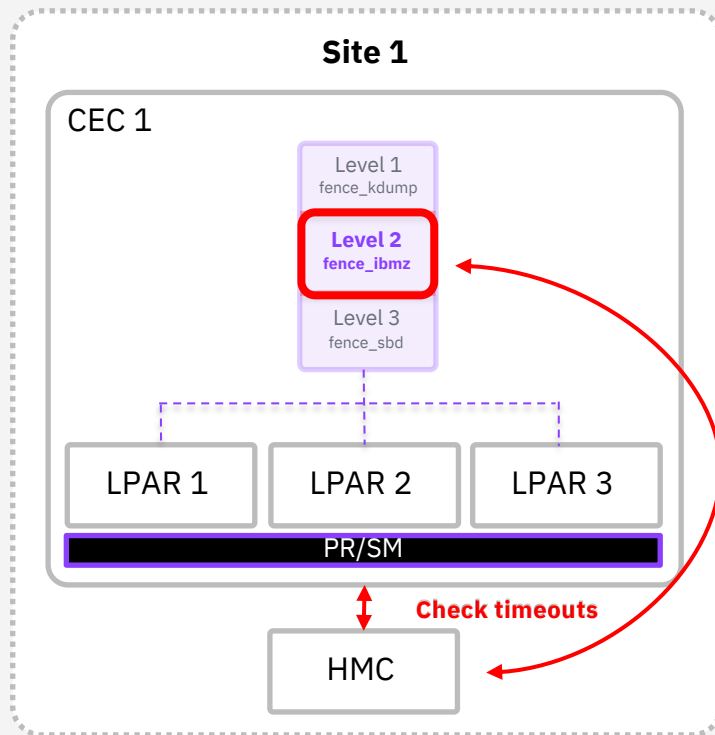 Site 1
CEC 1
Level 1
fence_kdump
Level 2
fence_ibmz
Level 3
fence_sbd
LPAR 1
LPAR 2
LPAR 3
PR/SM
Check timeouts
HMC